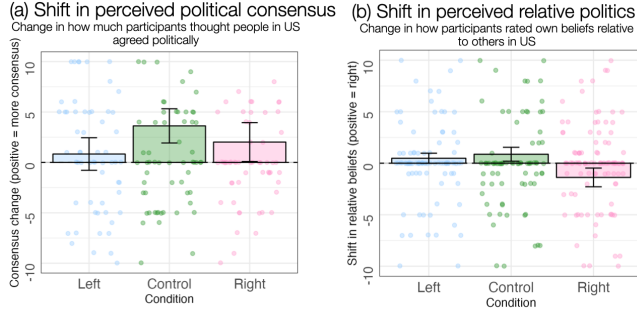 (a) Shift in perceived political consensus
Change in how much participants thought people in US
agreed politically
Consensus change (positive = more consensus)
10
5
0
-5
-10
Left
Control
Right
Condition
(b) Shift in perceived relative politics
Change in how participants rated own beliefs relative
to others in US
Shift in relative beliefs (positive = right)
10
5
0
-5
-10
Left
Control
Right
Condition